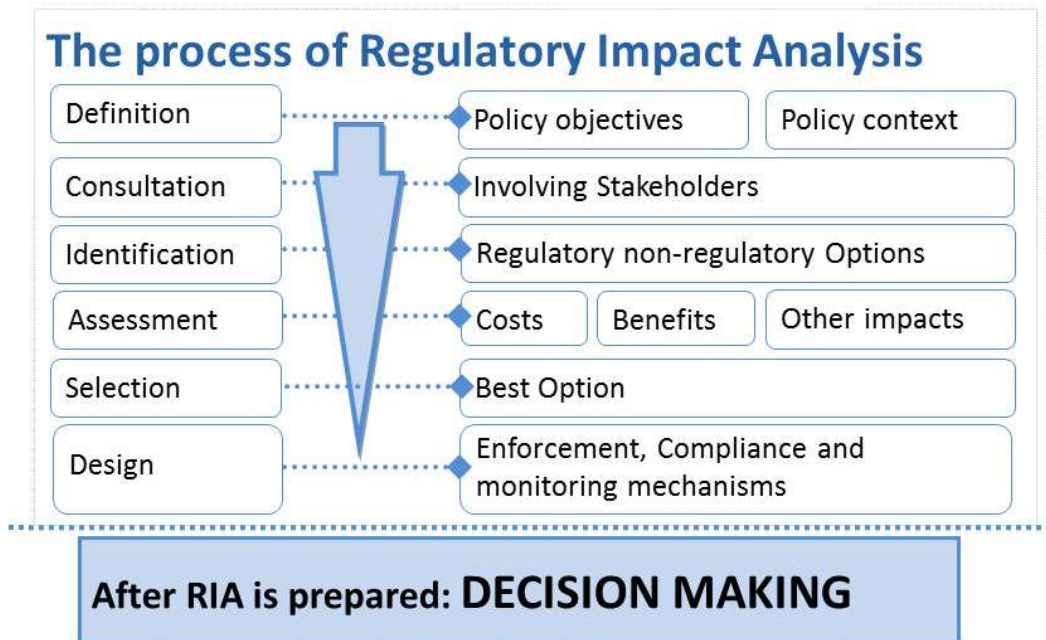 The process of Regulatory Impact Analysis
Definition
Policy objectives
Policy context
Consultation
Involving Stakeholders
Identification
Regulatory non-regulatory Options
Assessment
Costs
Benefits
Other impacts
Selection
Best Option
Design
Enforcement, Compliance and
monitoring mechanisms
After RIA is prepared: DECISION MAKING